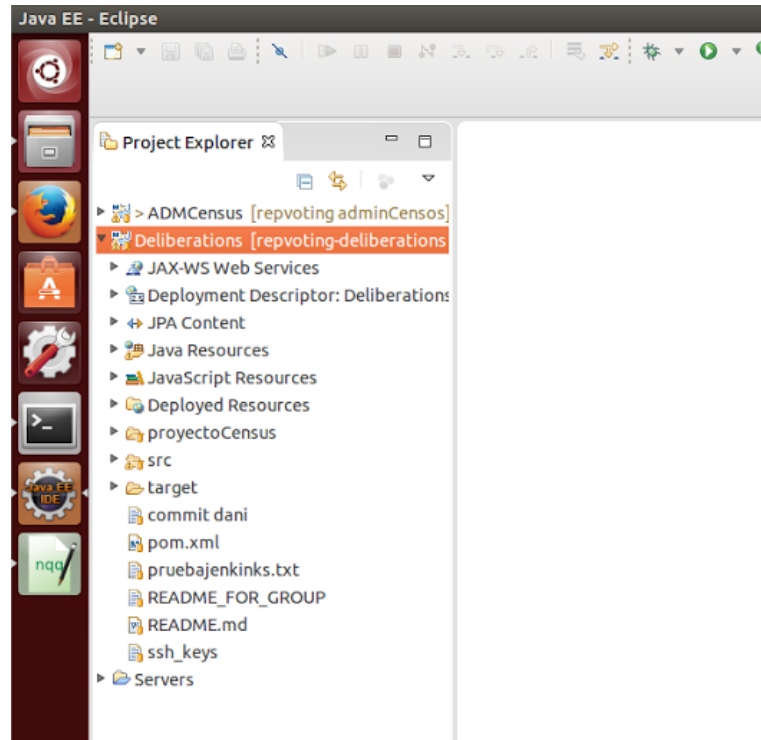 Java EE - Eclipse
Project Explorer
> ADMCensus [repvoting adminCensos]
Deliberations [repvoting-deliberations
JAX-WS Web Services
Deployment Descriptor: Deliberations
JPA Content
Java Resources
JavaScript Resources
Deployed Resources
proyectoCensus
src
target
commit dani
pom.xml
pruebajenkinks.txt
README_FOR_GROUP
README.md
ssh_keys
Servers
Java EE
IDE
nqq